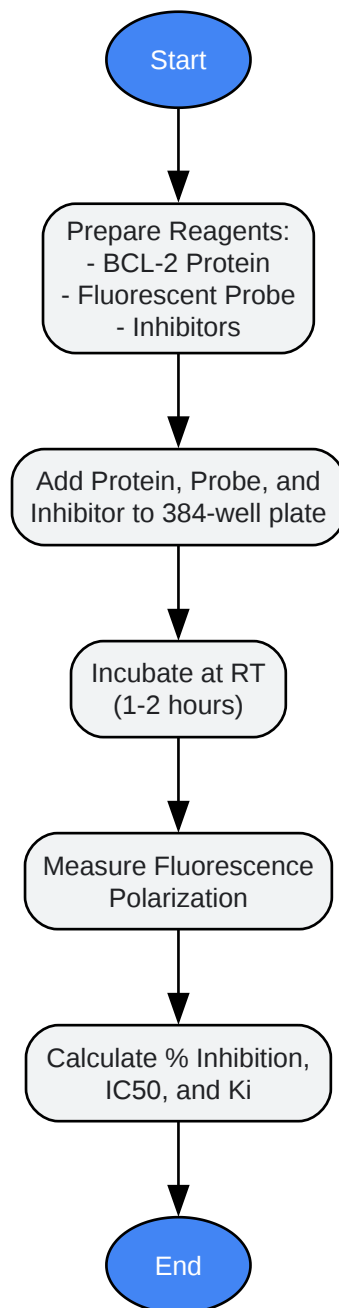 Start
Prepare Reagents:
- BCL-2 Protein
- Fluorescent Probe
- Inhibitors
Add Protein, Probe, and
Inhibitor to 384-well plate
Incubate at RT
(1-2 hours)
Measure Fluorescence
Polarization
Calculate % Inhibition,
IC50, and Ki
End